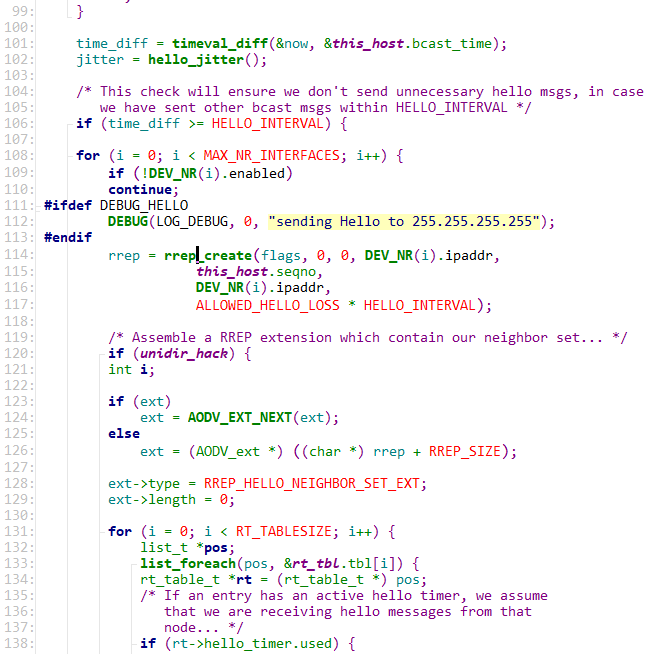 99: }
100:
101: time_diff = timeval_diff(&now, &this_host.bcast_time);
102: jitter = hello_jitter();
103:
104: /* This check will ensure we don't send unnecessary hello msgs, in case
105: we have sent other bcast msgs within HELLO_INTERVAL */
106: if (time_diff >= HELLO_INTERVAL) {
107:
108: for (i = 0; i < MAX_NR_INTERFACES; i++) {
109: if (!DEV_NR(i).enabled)
110: continue;
111: #ifdef DEBUG_HELLO
112: DEBUG(LOG_DEBUG, 0, "sending Hello to 255.255.255.255");
113: #endif
114: rrep = rrep_create(flags, 0, 0, DEV_NR(i).ipaddr,
115: this_host.seqno,
116: DEV_NR(i).ipaddr,
117: ALLOWED_HELLO_LOSS * HELLO_INTERVAL);
118:
119: /* Assemble a RREP extension which contain our neighbor set... */
120: if (unidir_hack) {
121: int i;
122:
123: if (ext)
124: ext = AODV_EXT_NEXT(ext);
125: else
126: ext = (AODV_ext *) ((char *) rrep + RREP_SIZE);
127:
128: ext->type = RREP_HELLO_NEIGHBOR_SET_EXT;
129: ext->length = 0;
130:
131: for (i = 0; i < RT_TABLESIZE; i++) {
132: list_t *pos;
133: list_foreach(pos, &rt_tbl.tbl[i]) {
134: rt_table_t *rt = (rt_table_t *) pos;
135: /* If an entry has an active hello timer, we assume
136: that we are receiving hello messages from that
137: node... */
138: if (rt->hello_timer.used) {